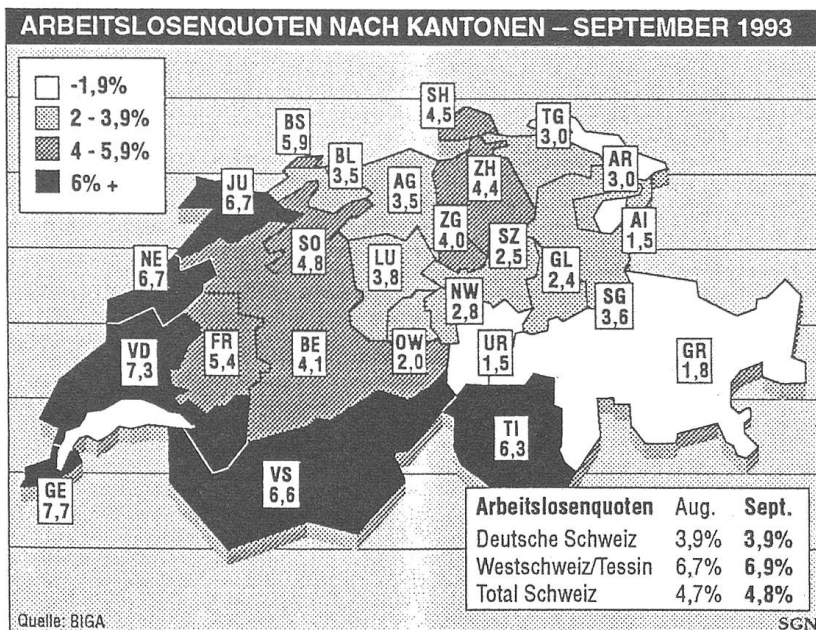 ARBEITSLOSENQUOTEN NACH KANTONEN – SEPTEMBER 1993
-1,9%
2 - 3,9%
4 - 5,9%
6% +
SH
4,5
TG
3,0
BS
5,9
BL
3,5
ZH
4,4
AR
3,0
JU
6,7
AG
3,5
AI
1,5
ZG
4,0
SO
4,8
SZ
2,5
NE
6,7
LU
3,8
GL
2,4
NW
2,8
SG
3,6
VD
7,3
FR
5,4
BE
4,1
OW
2,0
UR
1,5
GR
1,8
TI
6,3
VS
6,6
GE
7,7
Arbeitslosenquoten Aug. Sept.
Deutsche Schweiz 3,9% 3,9%
Westschweiz/Tessin 6,7% 6,9%
Total Schweiz 4,7% 4,8%
Quelle: BIGA
SGN